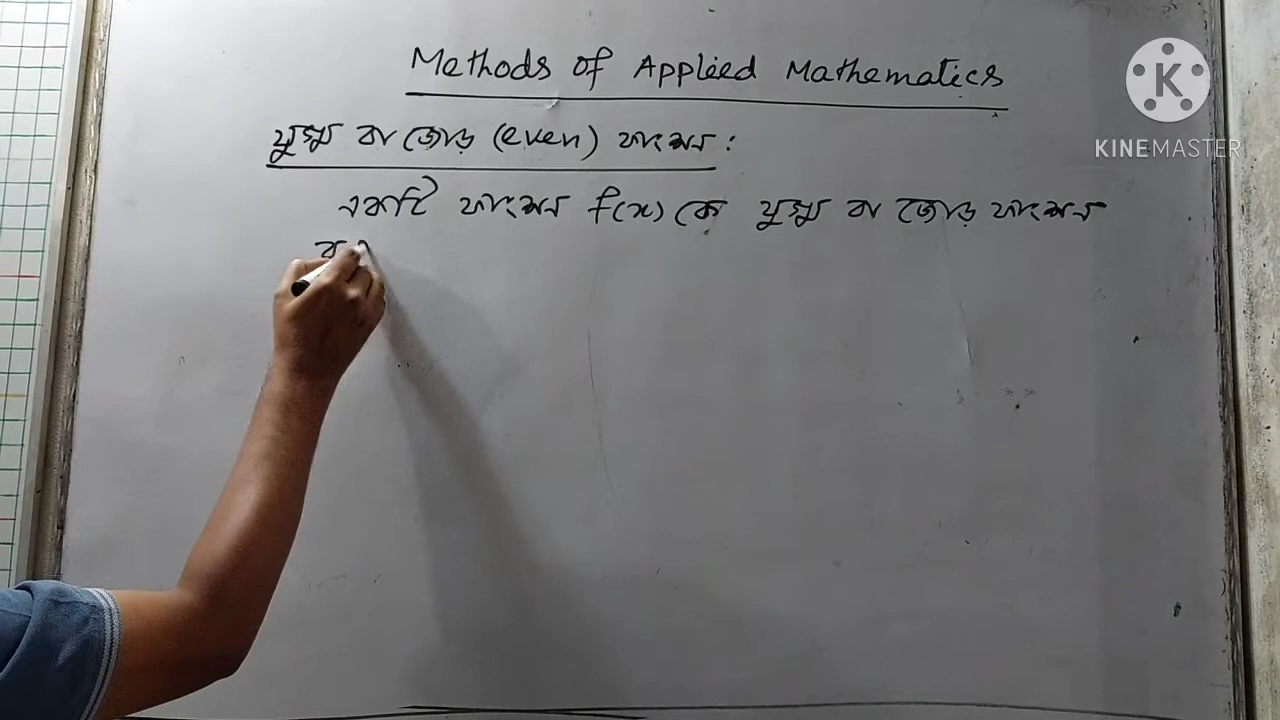 Methods of Applied Mathematics
K
KINEMASTER
যুগ্ম বা জোড় (even) ফাংশন :
একটি ফাংশন f(x) কে যুগ্ম বা জোড় ফাংশন
ব